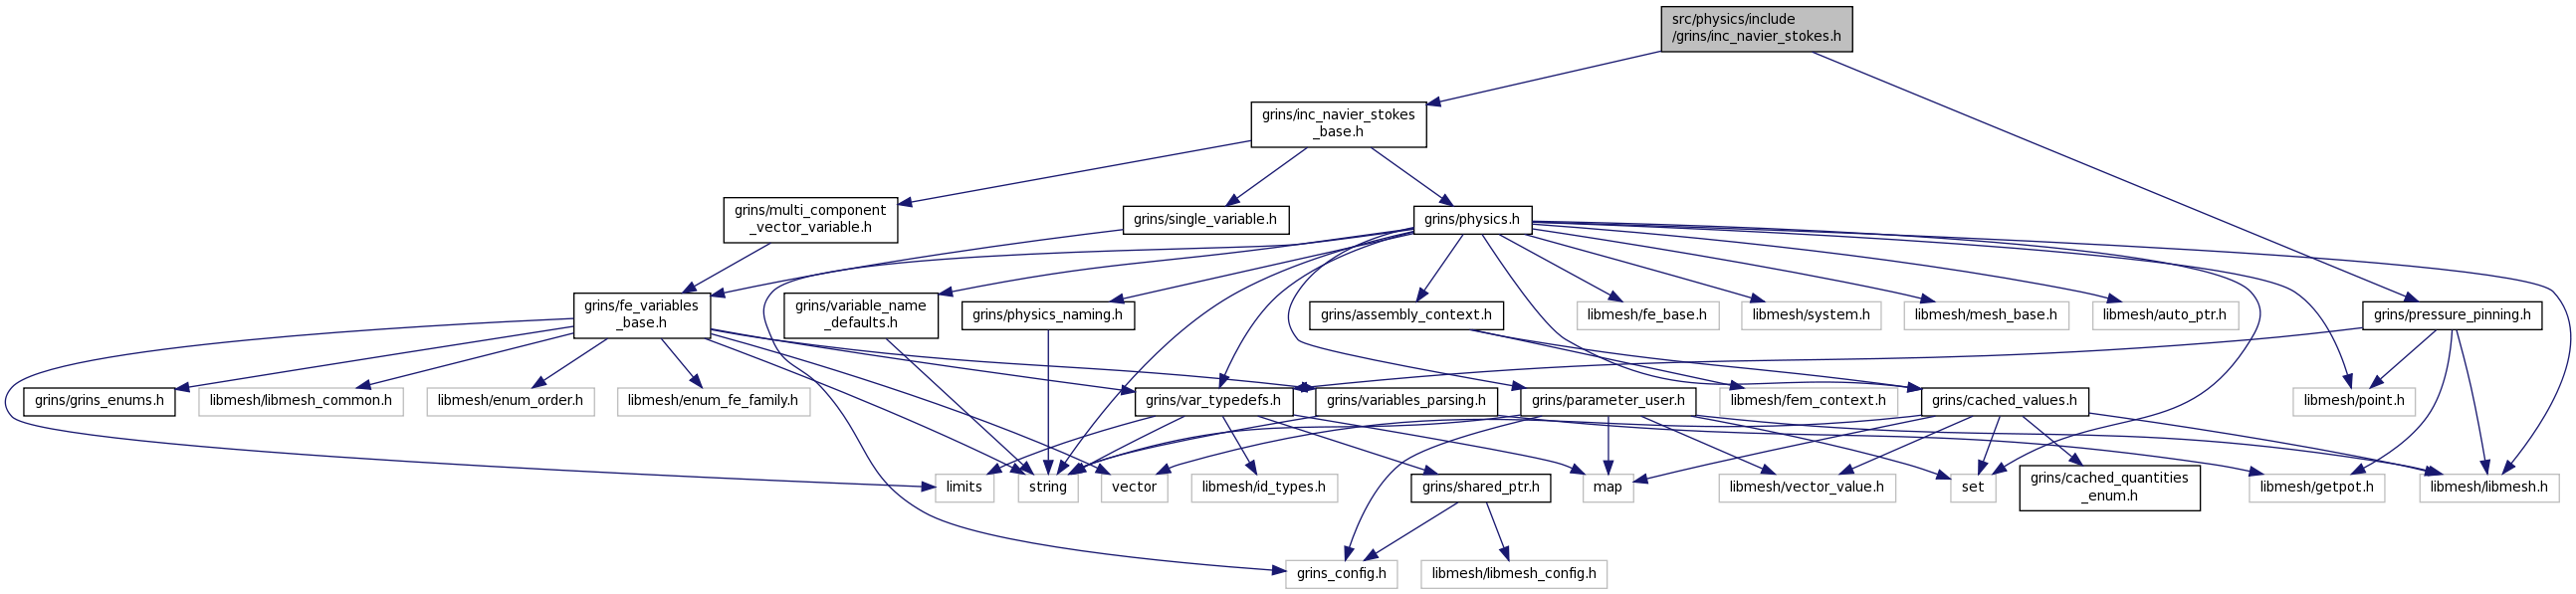 src/physics/include
/grins/inc_navier_stokes.h
grins/inc_navier_stokes
_base.h
grins/multi_component
_vector_variable.h
grins/single_variable.h
grins/physics.h
grins/fe_variables
_base.h
grins/variable_name
_defaults.h
grins/physics_naming.h
grins/assembly_context.h
libmesh/fe_base.h
libmesh/system.h
libmesh/mesh_base.h
libmesh/auto_ptr.h
grins/pressure_pinning.h
grins/grins_enums.h
libmesh/libmesh_common.h
libmesh/enum_order.h
libmesh/enum_fe_family.h
grins/var_typedefs.h
grins/variables_parsing.h
grins/parameter_user.h
libmesh/fem_context.h
grins/cached_values.h
libmesh/point.h
limits
string
vector
libmesh/id_types.h
grins/shared_ptr.h
map
libmesh/vector_value.h
set
grins/cached_quantities
_enum.h
libmesh/getpot.h
libmesh/libmesh.h
grins_config.h
libmesh/libmesh_config.h